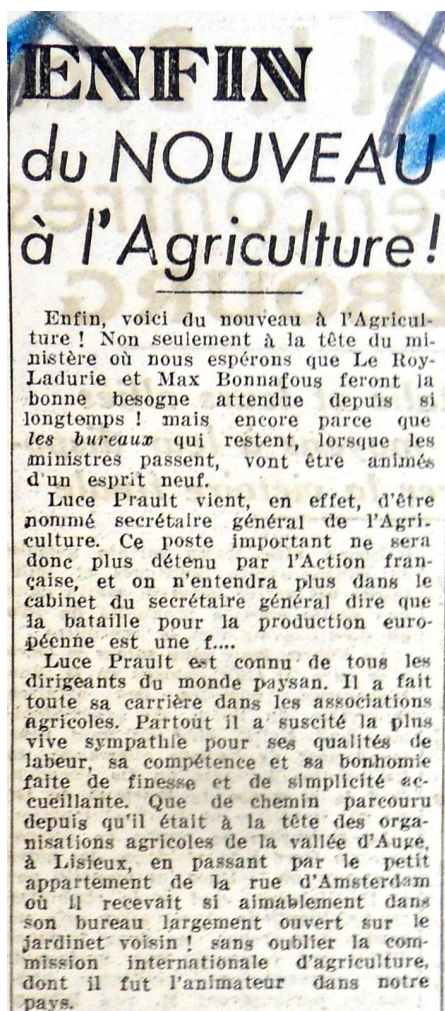 ENFIN
du NOUVEAU
à l'Agriculture !
Enfin, voici du nouveau à l'Agricul-
ture ! Non seulement à la tête du mi-
nistère où nous espérons que Le Roy-
Ladurie et Max Bonnafous feront la
bonne besogne attendue depuis si
longtemps ! mais encore parce que
les bureaux qui restent, lorsque les
ministres passent, vont être animés
d'un esprit neuf.
Luce Prault vient, en effet, d'être
nommé secrétaire général de l'Agri-
culture. Ce poste important ne sera
donc plus détenu par l'Action fran-
çaise, et on n'entendra plus dans le
cabinet du secrétaire général dire que
la bataille pour la production euro-
péenne est une f....
Luce Prault est connu de tous les
dirigeants du monde paysan. Il a fait
toute sa carrière dans les associations
agricoles. Partout il a suscité la plus
vive sympathie pour ses qualités de
labeur, sa compétence et sa bonhomie
faite de finesse et de simplicité ac-
cueillante. Que de chemin parcouru
depuis qu'il était à la tête des orga-
nisations agricoles de la vallée d'Auge,
à Lisieux, en passant par le petit
appartement de la rue d'Amsterdam
où il recevait si aimablement dans
son bureau largement ouvert sur le
jardinet voisin ! sans oublier la com-
mission internationale d'agriculture,
dont il fut l'animateur dans notre
pays.